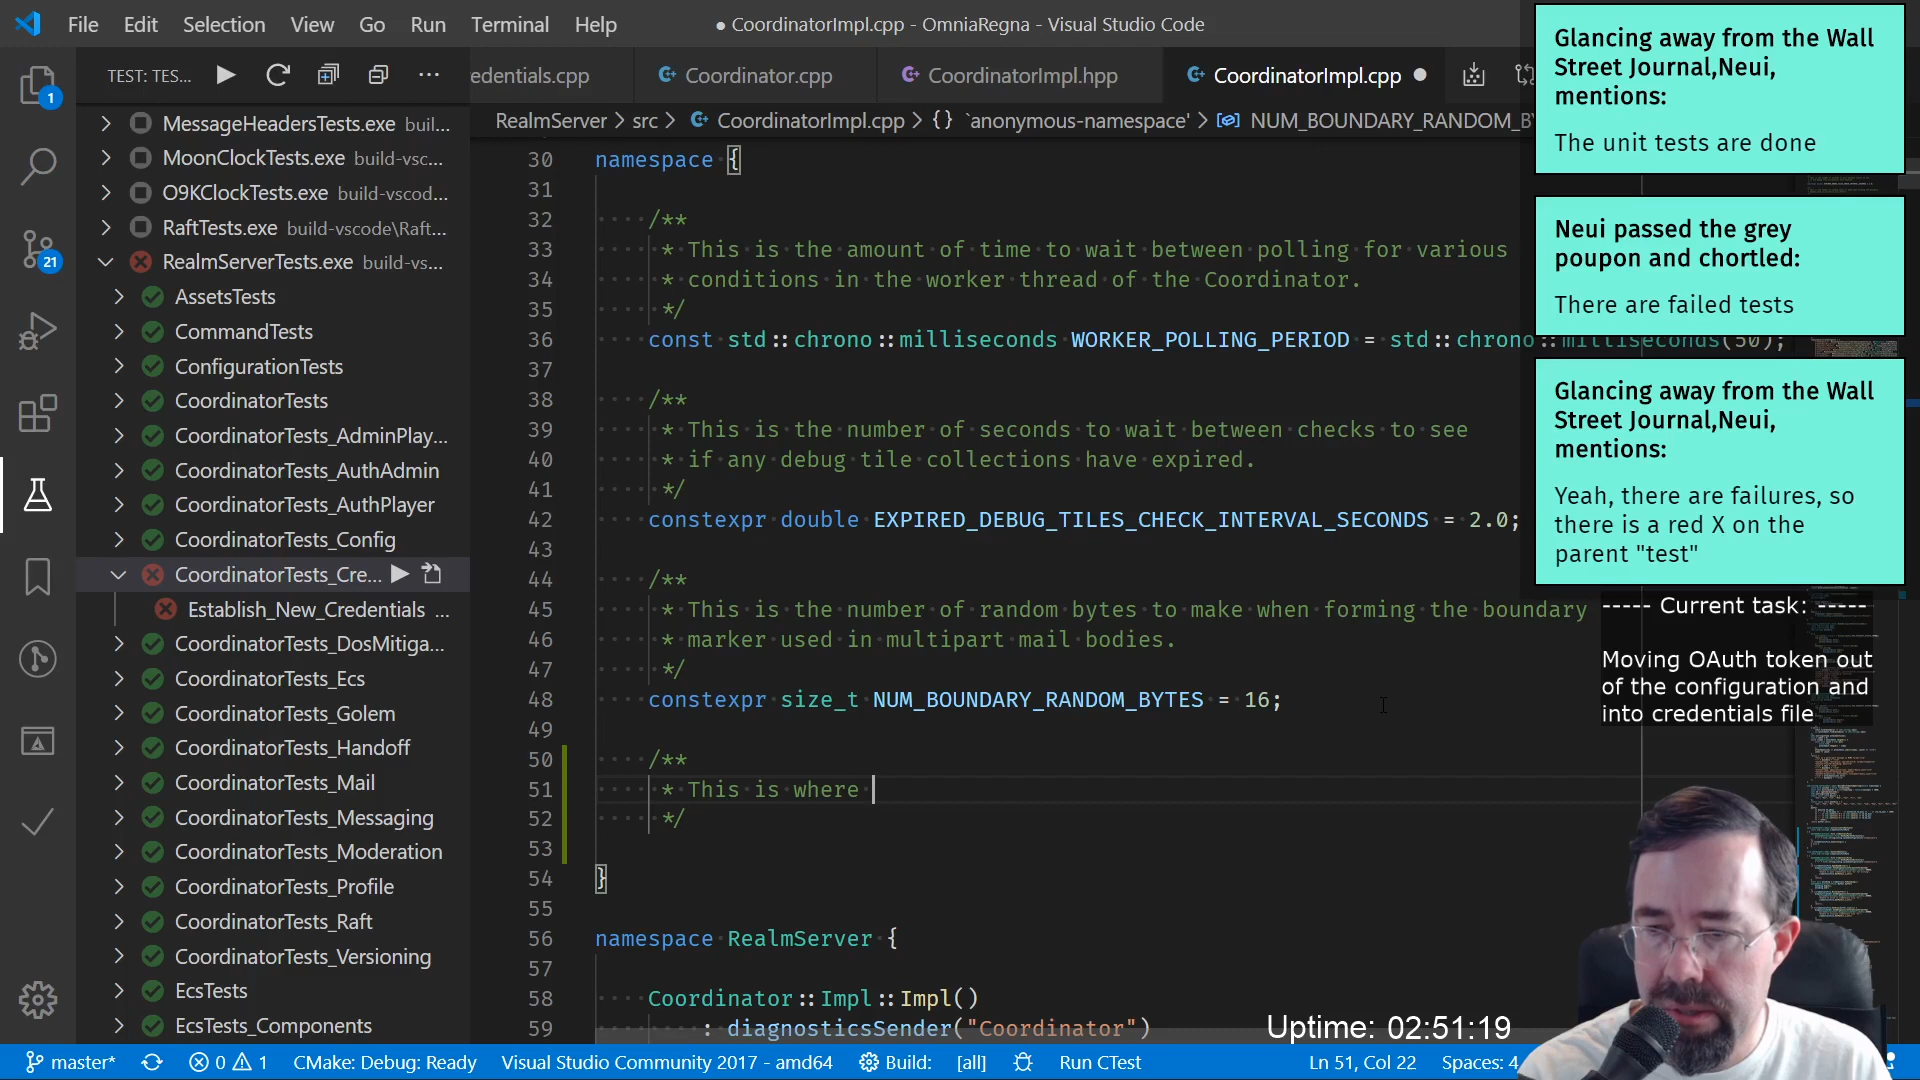 File Edit Selection View Go Run Terminal Help
● CoordinatorImpl.cpp - OmniaRegna - Visual Studio Code
TEST: TES...
edentials.cpp
Coordinator.cpp
CoordinatorImpl.hpp
CoordinatorImpl.cpp ●
RealmServer > src > CoordinatorImpl.cpp > {} `anonymous-namespace' > NUM_BOUNDARY_RANDOM_B
1
21
MessageHeadersTests.exe buil...
MoonClockTests.exe build-vsc...
O9KClockTests.exe build-vscod...
RaftTests.exe build-vscode\Raft...
RealmServerTests.exe build-vs...
AssetsTests
CommandTests
ConfigurationTests
CoordinatorTests
CoordinatorTests_AdminPlay...
CoordinatorTests_AuthAdmin
CoordinatorTests_AuthPlayer
CoordinatorTests_Config
CoordinatorTests_Cre...
Establish_New_Credentials ...
CoordinatorTests_DosMitiga...
CoordinatorTests_Ecs
CoordinatorTests_Golem
CoordinatorTests_Handoff
CoordinatorTests_Mail
CoordinatorTests_Messaging
CoordinatorTests_Moderation
CoordinatorTests_Profile
CoordinatorTests_Raft
CoordinatorTests_Versioning
EcsTests
EcsTests_Components
30 namespace {
31
32 /**
33 * This is the amount of time to wait between polling for various
34 * conditions in the worker thread of the Coordinator.
35 */
36 const std::chrono::milliseconds WORKER_POLLING_PERIOD = std::chrono::milliseconds(50);
37
38 /**
39 * This is the number of seconds to wait between checks to see
40 * if any debug tile collections have expired.
41 */
42 constexpr double EXPIRED_DEBUG_TILES_CHECK_INTERVAL_SECONDS = 2.0;
43
44 /**
45 * This is the number of random bytes to make when forming the boundary
46 * marker used in multipart mail bodies.
47 */
48 constexpr size_t NUM_BOUNDARY_RANDOM_BYTES = 16;
49
50 /**
51 * This is where
52 */
53
54 }
55
56 namespace RealmServer {
57
58 Coordinator::Impl::Impl()
59 : diagnosticsSender("Coordinator")
Glancing away from the Wall
Street Journal,Neui,
mentions:
The unit tests are done
Neui passed the grey
poupon and chortled:
There are failed tests
Glancing away from the Wall
Street Journal,Neui,
mentions:
Yeah, there are failures, so
there is a red X on the
parent "test"
----- Current task: -----
Moving OAuth token out
of the configuration and
into credentials file
Uptime: 02:51:19
master* 0 1 CMake: Debug: Ready Visual Studio Community 2017 - amd64 Build: [all] Run CTest Ln 51, Col 22 Spaces: 4